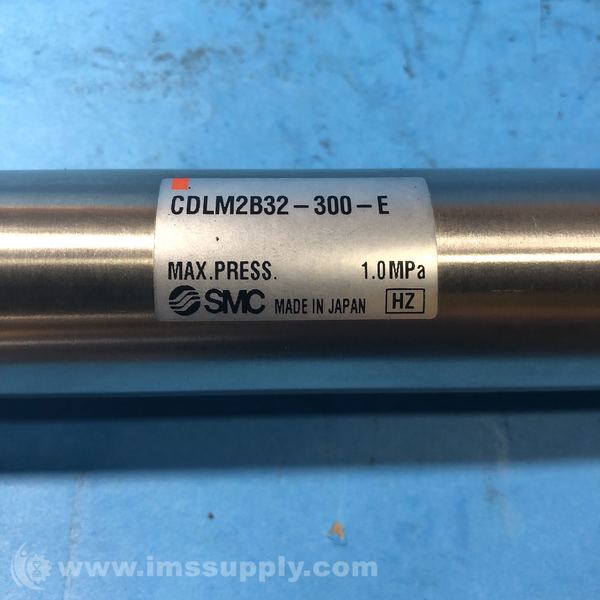 CDLM2B32-300-E
MAX.PRESS. 1.0MPa
SMC MADE IN JAPAN HZ
www.imssupply.com